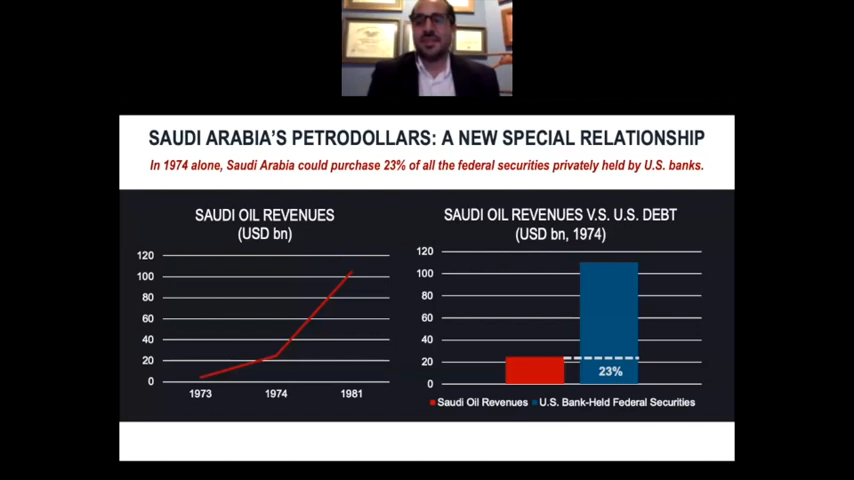 SAUDI ARABIA'S PETRODOLLARS: A NEW SPECIAL RELATIONSHIP
In 1974 alone, Saudi Arabia could purchase 23% of all the federal securities privately held by U.S. banks.
SAUDI OIL REVENUES
(USD bn)
120
100
80
60
40
20
0
1973 1974 1981
SAUDI OIL REVENUES V.S. U.S. DEBT
(USD bn, 1974)
120
100
80
60
40
20
0
23%
Saudi Oil Revenues U.S. Bank-Held Federal Securities